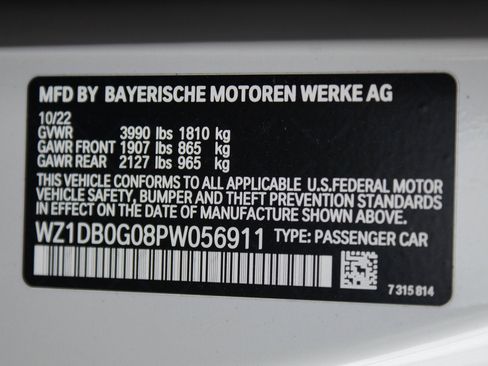 MFD BY BAYERISCHE MOTOREN WERKE AG
10/22
GVWR 3990 lbs 1810 kg
GAWR FRONT 1907 lbs 865 kg
GAWR REAR 2127 lbs 965 kg
THIS VEHICLE CONFORMS TO ALL APPLICABLE U.S.FEDERAL MOTOR
VEHICLE SAFETY, BUMPER AND THEFT PREVENTION STANDARDS
IN EFFECT ON THE DATE OF MANUFACTURE SHOWN ABOVE.
WZ1DB0G08PW056911 TYPE: PASSENGER CAR
7 315 814